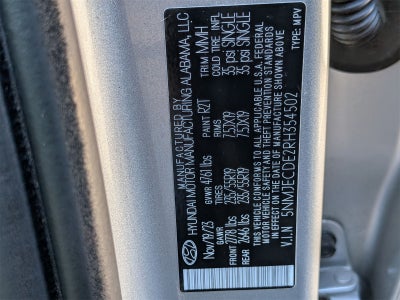 MANUFACTURED BY
HYUNDAI MOTOR MANUFACTURING ALABAMA, LLC
Nov/19/23 GVWR 4761 lbs PAINT R2T TRIM MMH
GAWR TIRES RIMS COLD TIRE INFL
FRONT 2778 lbs 235/55R19 7.5JX19 35 psi SINGLE
REAR 2646 lbs 235/55R19 7.5JX19 35 psi SINGLE
THIS VEHICLE CONFORMS TO ALL APPLICABLE U.S.A. FEDERAL
MOTOR VEHICLE SAFETY BUMPER AND THEFT PREVENTION STANDARDS
IN EFFECT ON THE DATE OF MANUFACTURE SHOWN ABOVE
V.I.N 5NMJECDE2RH354502 TYPE: MPV